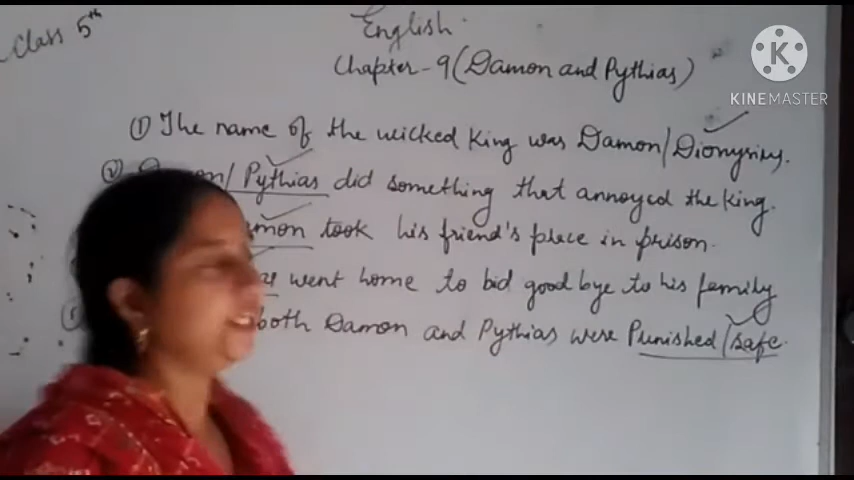 Class 5th
English.
Chapter-9 (Damon and Pythias)
K
KINEMASTER
① The name of the wicked King was Damon/Dionysius.
② Damon/Pythias did something that annoyed the king.
took his friend's place in prison.
went home to bid good bye to his family
both Damon and Pythias were Punished/safe.